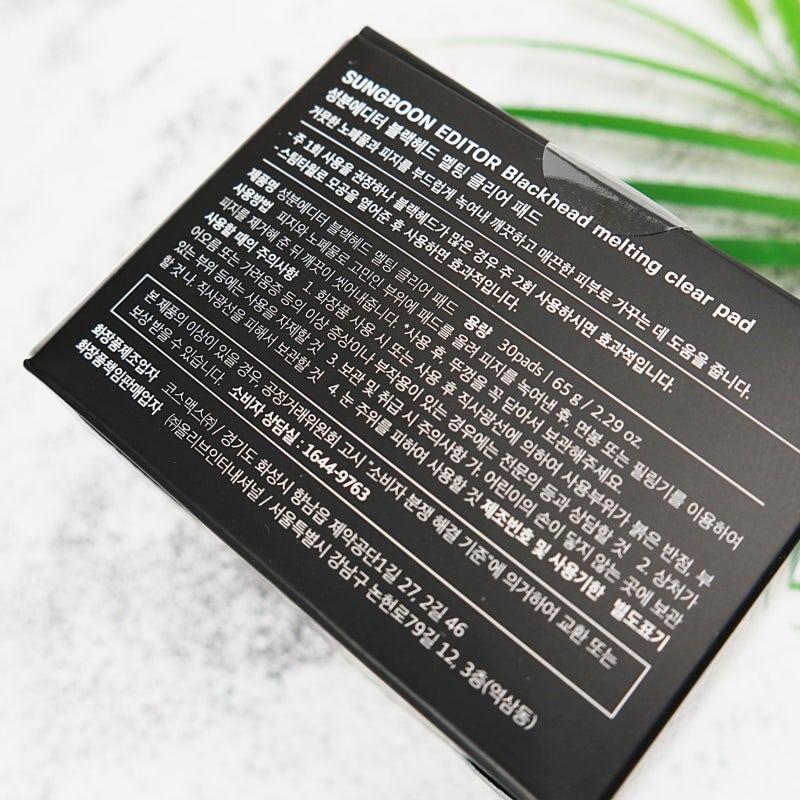 SUNGBOON EDITOR Blackhead melting clear pad
성분에디터 블랙헤드 멜팅 클리어 패드
거뭇한 노폐물과 피지를 부드럽게 녹여내 깨끗하고 매끈한 피부로 가꾸는 데 도움을 줍니다.
- 주 1회 사용을 권장하나 블랙헤드가 많은 경우 주 2회 사용하시면 효과적입니다.
- 스팀타월로 모공을 열어준 후 사용하면 효과적입니다.
제품명 성분에디터 블랙헤드 멜팅 클리어 패드 용량 30pads | 65 g / 2.29 oz.
사용방법 피지와 노폐물로 고민인 부위에 패드를 올려 피지를 녹여낸 후, 면봉 또는 필링기를 이용하여
피지를 제거해 준 뒤 깨끗이 씻어내줍니다. *사용 후, 뚜껑을 꼭 닫아서 보관해주세요.
사용할 때의 주의사항 1. 화장품 사용 시 또는 사용 후 직사광선에 의하여 사용부위가 붉은 반점, 부
어오름 또는 가려움증 등의 이상 증상이나 부작용이 있는 경우에는 전문의 등과 상담할 것 2. 상처가
있는 부위 등에는 사용을 자제할 것 3. 보관 및 취급 시 주의사항 가. 어린이의 손이 닿지 않는 곳에 보관
할 것 나. 직사광선을 피해서 보관할 것 4. 눈 주위를 피하여 사용할 것 제조번호 및 사용기한 별도표기
본 제품의 이상이 있을 경우, 공정거래위원회 고시 "소비자 분쟁 해결 기준"에 의거하여 교환 또는
보상 받을 수 있습니다. 소비자 상담실 : 1644-9763
화장품제조업자 코스맥스㈜ / 경기도 화성시 향남읍 제약공단1길 27, 2길 46
화장품책임판매업자 ㈜올리브인터내셔널 / 서울특별시 강남구 논현로79길 12, 3층(역삼동)